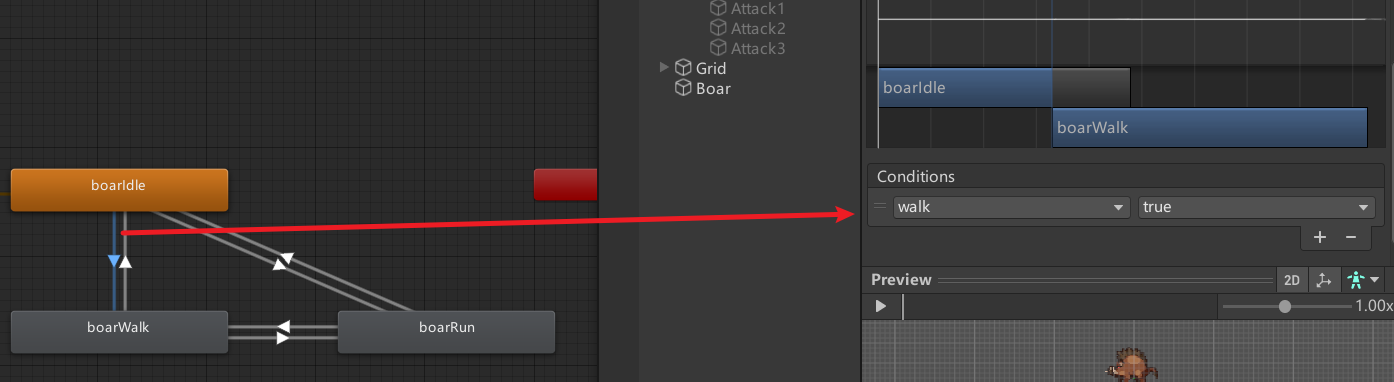 Attack1
Attack2
Attack3
Grid
Boar
boarIdle
boarWalk
boarIdle
boarWalk
boarRun
Conditions
walk
true
Preview
2D
1.00x